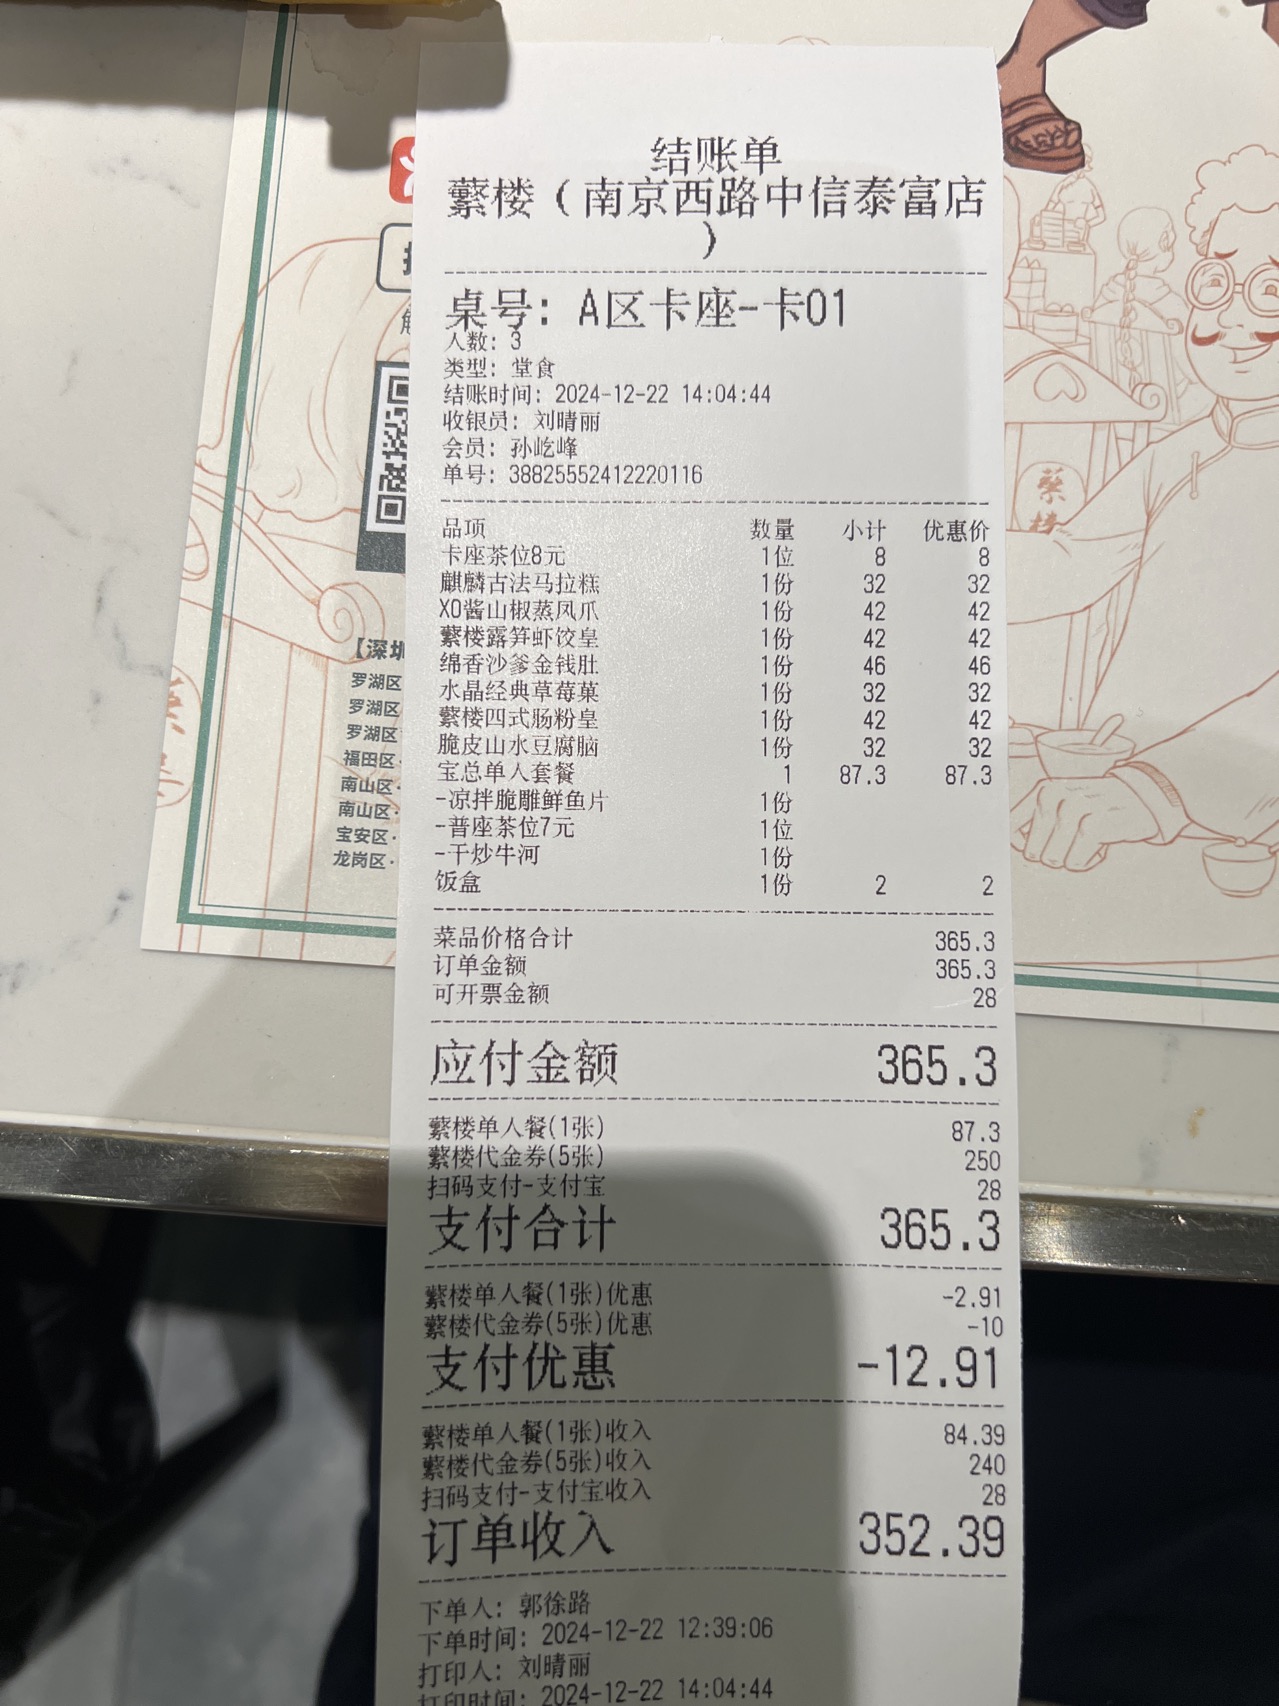 结账单
蘩楼（南京西路中信泰富店
）
桌号：A区卡座-卡01
人数：3
类型：堂食
结账时间：2024-12-22 14:04:44
收银员：刘晴丽
会员：孙屹峰
单号：38825552412220116
品项 数量 小计 优惠价
卡座茶位8元 1位 8 8
麒麟古法马拉糕 1份 32 32
XO酱山椒蒸凤爪 1份 42 42
蘩楼露笋虾饺皇 1份 42 42
绵香沙爹金钱肚 1份 46 46
水晶经典草莓菓 1份 32 32
蘩楼四式肠粉皇 1份 42 42
脆皮山水豆腐脑 1份 32 32
宝总单人套餐 1 87.3 87.3
-凉拌脆雕鲜鱼片 1份
-普座茶位7元 1位
-干炒牛河 1份
饭盒 1份 2 2
菜品价格合计 365.3
订单金额 365.3
可开票金额 28
应付金额 365.3
蘩楼单人餐(1张) 87.3
蘩楼代金券(5张) 250
扫码支付-支付宝 28
支付合计 365.3
蘩楼单人餐(1张)优惠 -2.91
蘩楼代金券(5张)优惠 -10
支付优惠 -12.91
蘩楼单人餐(1张)收入 84.39
蘩楼代金券(5张)收入 240
扫码支付-支付宝收入 28
订单收入 352.39
下单人：郭徐路
下单时间：2024-12-22 12:39:06
打印人：刘晴丽
打印时间：2024-12-22 14:04:44
【深圳
罗湖区
罗湖区
罗湖区
福田区·
南山区·
南山区·
宝安区·
龙岗区·